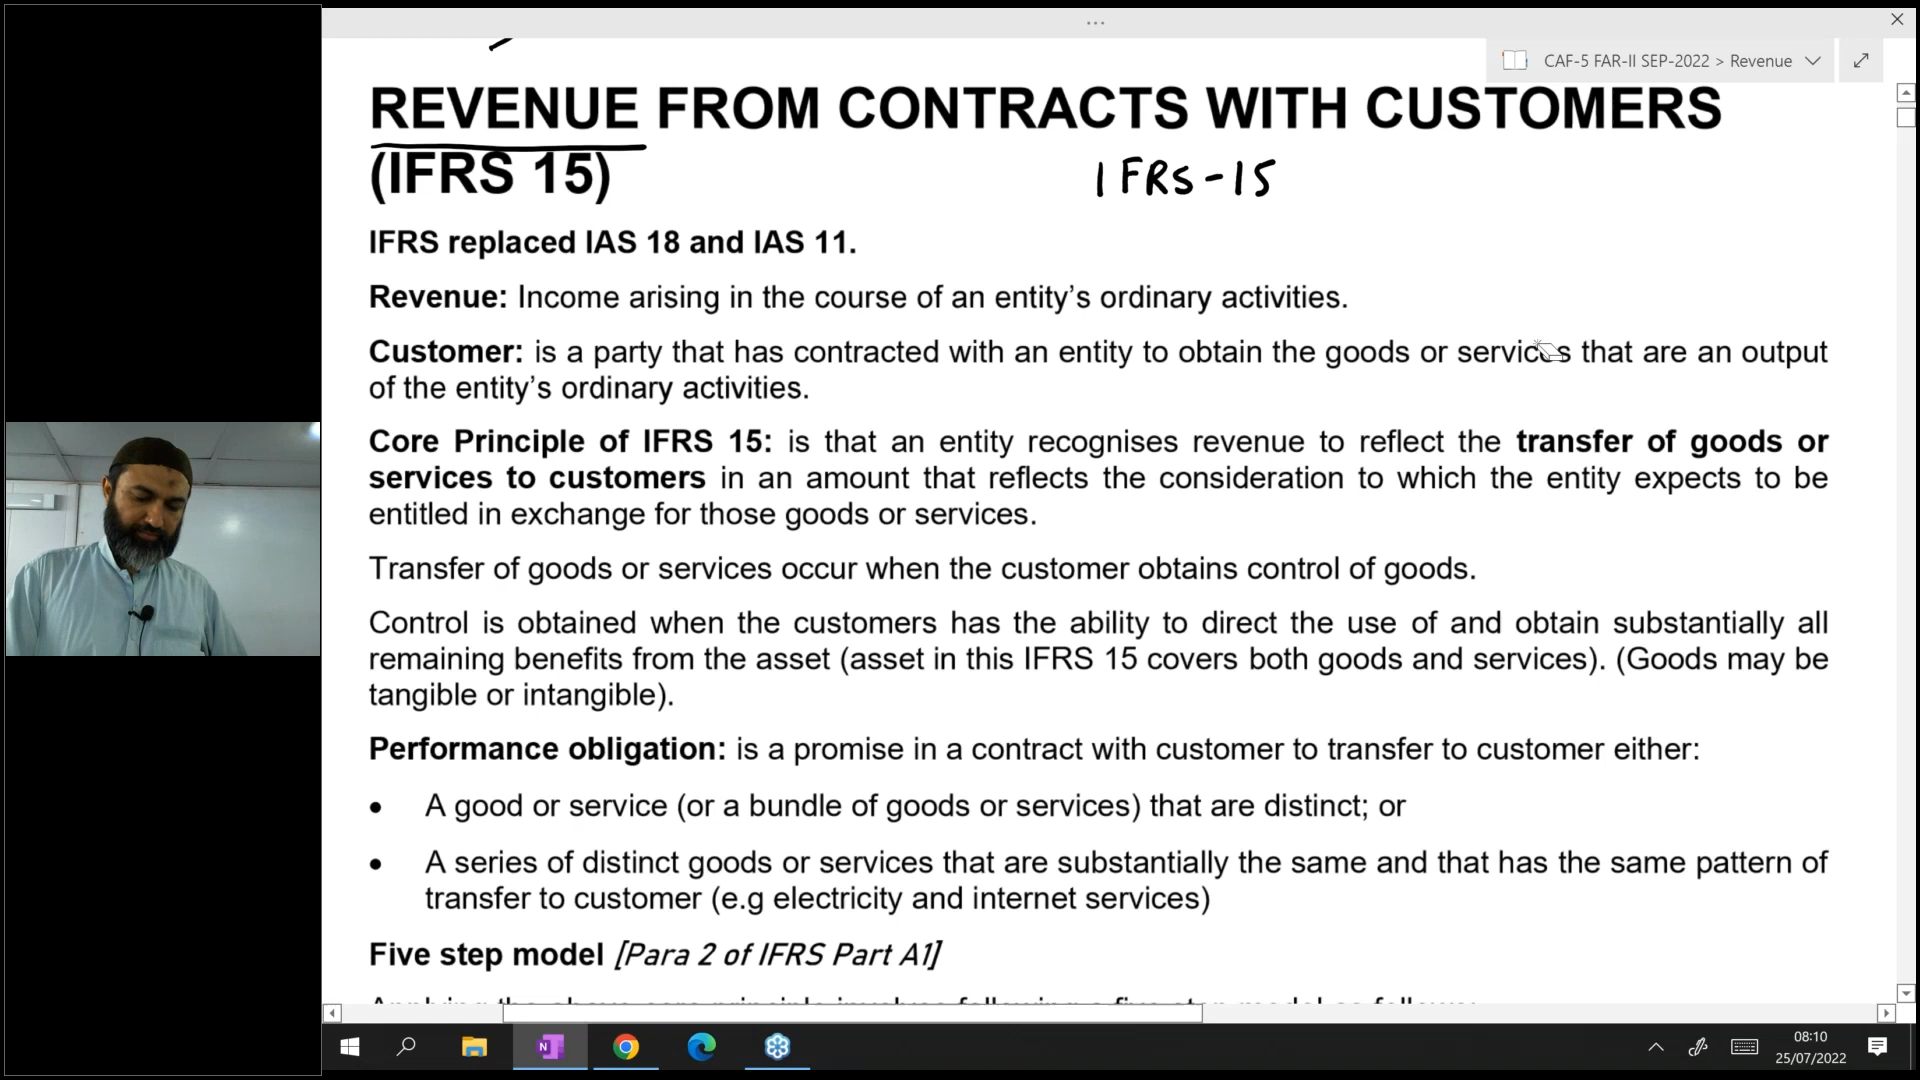 CAF-5 FAR-II SEP-2022 > Revenue
REVENUE FROM CONTRACTS WITH CUSTOMERS
(IFRS 15)
IFRS-15
IFRS replaced IAS 18 and IAS 11.
Revenue: Income arising in the course of an entity’s ordinary activities.
Customer: is a party that has contracted with an entity to obtain the goods or services that are an output
of the entity’s ordinary activities.
Core Principle of IFRS 15: is that an entity recognises revenue to reflect the transfer of goods or
services to customers in an amount that reflects the consideration to which the entity expects to be
entitled in exchange for those goods or services.
Transfer of goods or services occur when the customer obtains control of goods.
Control is obtained when the customers has the ability to direct the use of and obtain substantially all
remaining benefits from the asset (asset in this IFRS 15 covers both goods and services). (Goods may be
tangible or intangible).
Performance obligation: is a promise in a contract with customer to transfer to customer either:
• A good or service (or a bundle of goods or services) that are distinct; or
• A series of distinct goods or services that are substantially the same and that has the same pattern of
transfer to customer (e.g electricity and internet services)
Five step model [Para 2 of IFRS Part A1]
08:10
25/07/2022